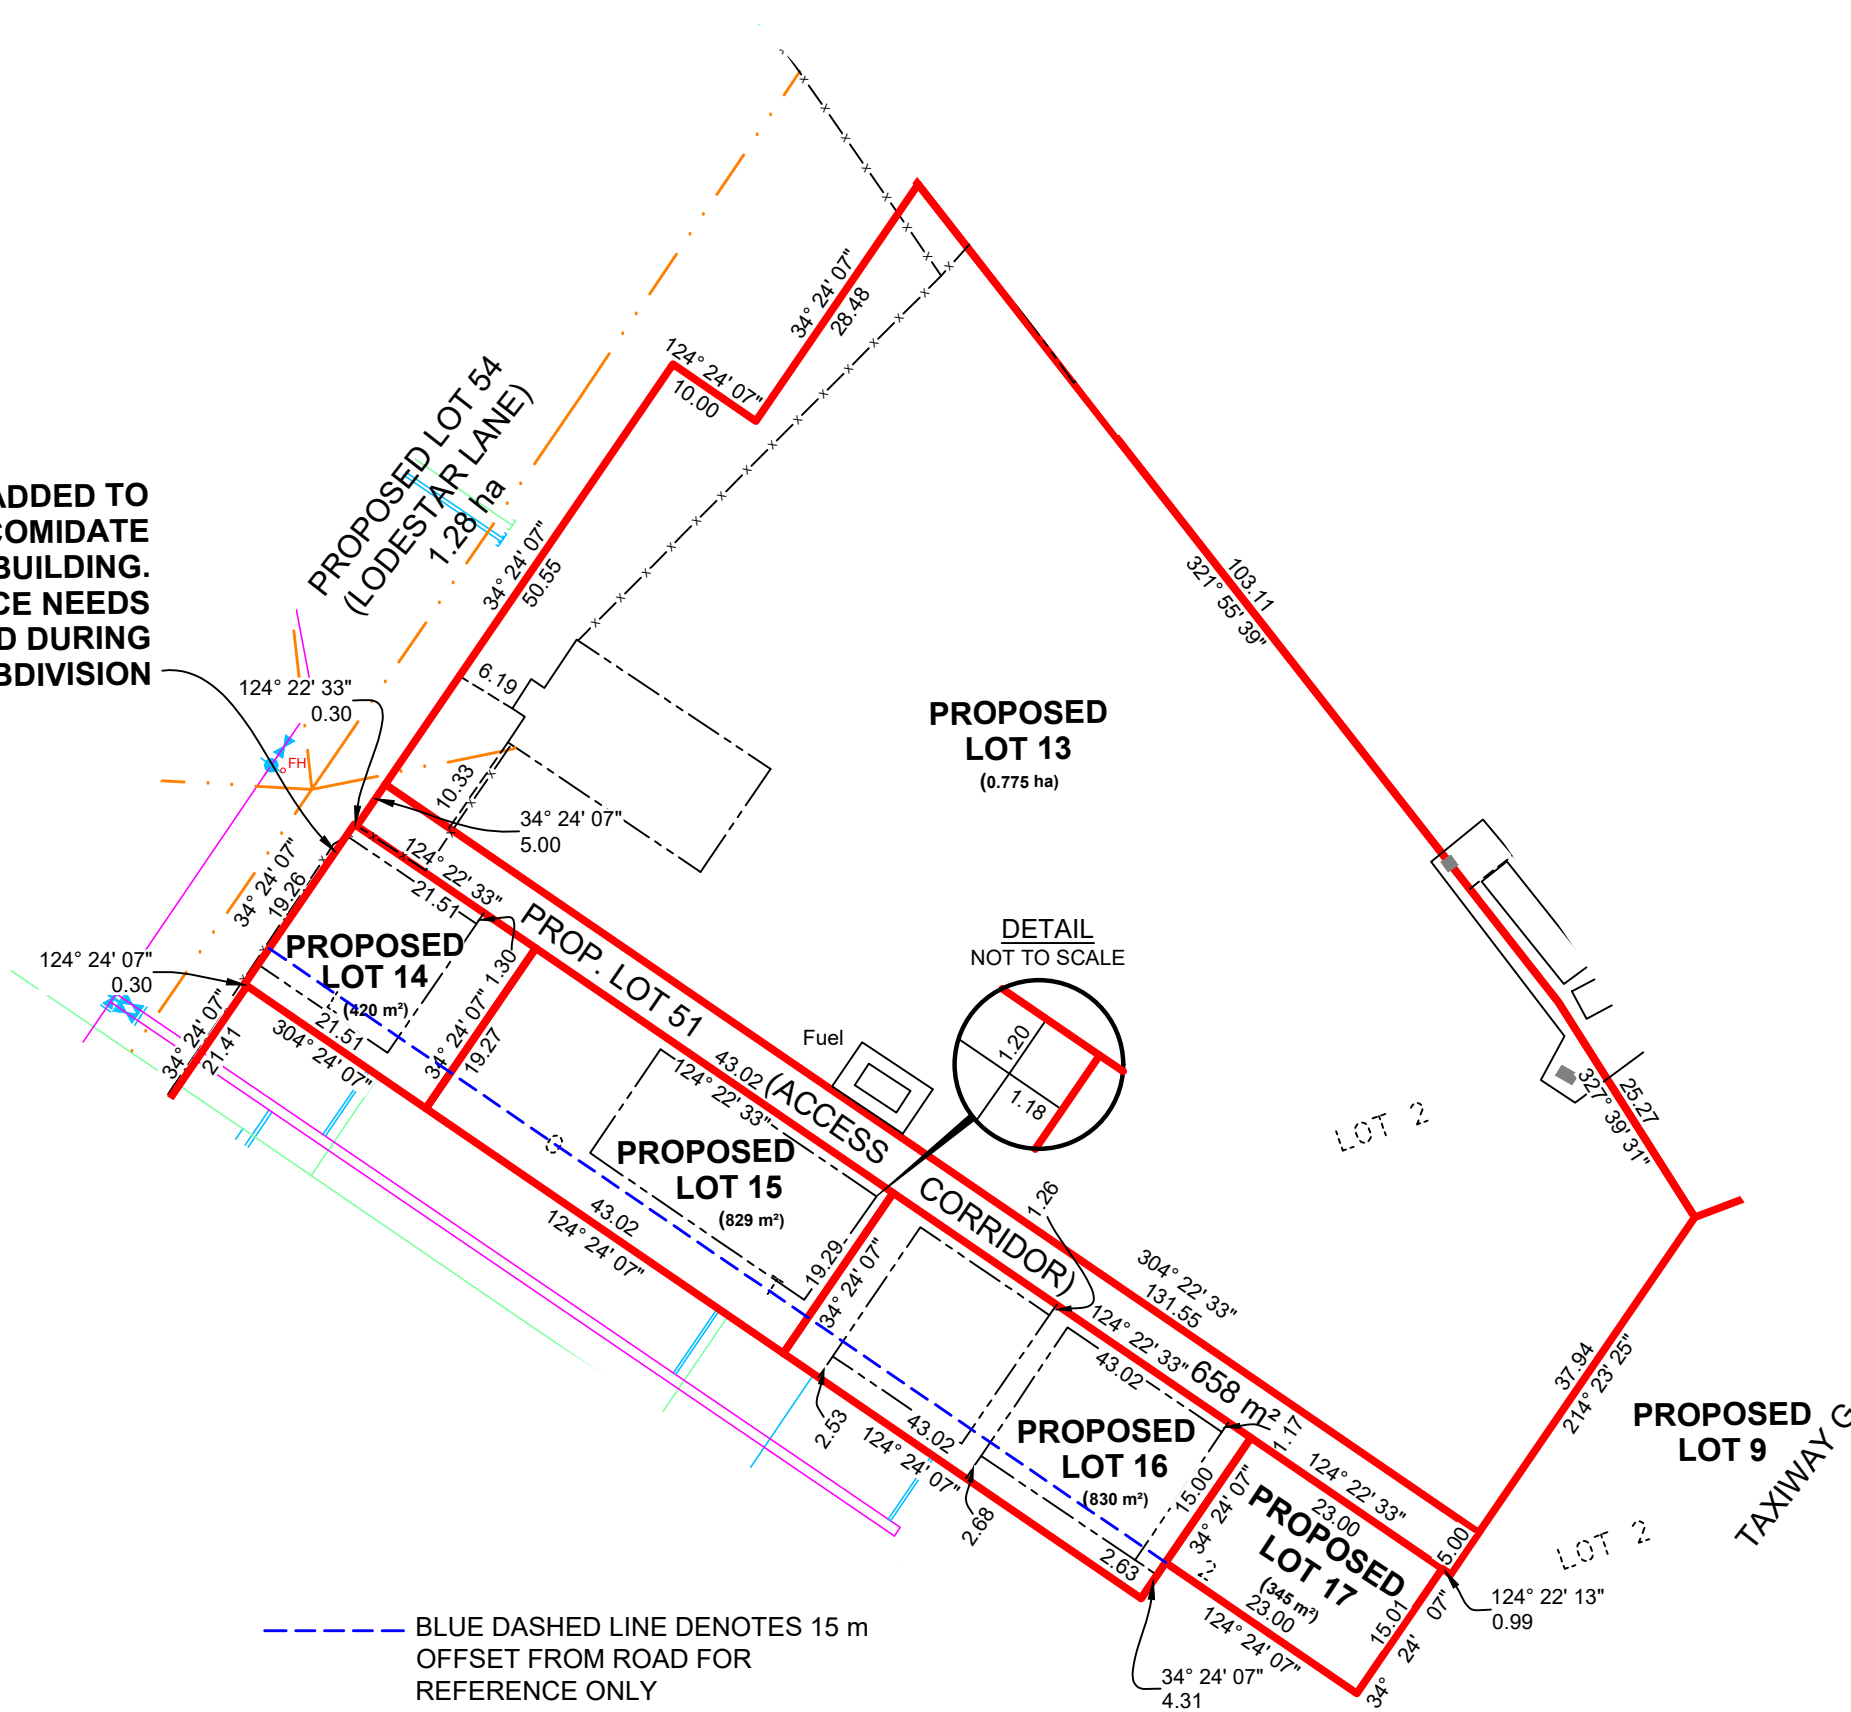 ADDED TO
COMIDATE
BUILDING.
CE NEEDS
D DURING
BDIVISION
PROPOSED LOT 54
(LODESTAR LANE)
1.28 ha
34° 24' 07"
28.48
124° 24' 07"
10.00
34° 24' 07"
50.55
103.11
321° 55' 39"
6.19
124° 22' 33"
0.30
FH
10.33
PROPOSED
LOT 13
(0.775 ha)
34° 24' 07"
5.00
34° 24' 07"
19.26
124° 22' 33"
21.51
PROPOSED
LOT 14
(420 m²)
124° 24' 07"
0.30
34° 24' 07"
21.41
21.51
304° 24' 07"
1.30
34° 24' 07"
19.27
PROP. LOT 51
(ACCESS
CORRIDOR)
658 m²
DETAIL
NOT TO SCALE
1.20
1.18
Fuel
43.02
124° 22' 33"
PROPOSED
LOT 15
(829 m²)
43.02
124° 24' 07"
19.29
34° 24' 07"
1.26
304° 22' 33"
131.55
LOT 2
25.27
327° 39' 31"
124° 22' 33"
43.02
2.53
43.02
124° 24' 07"
PROPOSED
LOT 16
(830 m²)
2.68
2.63
1.17
15.00
34° 24' 07"
124° 22' 33"
23.00
PROPOSED
LOT 17
(345 m²)
23.00
124° 24' 07"
2
37.94
214° 23' 25"
PROPOSED
LOT 9
TAXIWAY G
LOT 2
5.00
15.01
34° 24' 07"
124° 22' 13"
0.99
34° 24' 07"
4.31
BLUE DASHED LINE DENOTES 15 m
OFFSET FROM ROAD FOR
REFERENCE ONLY